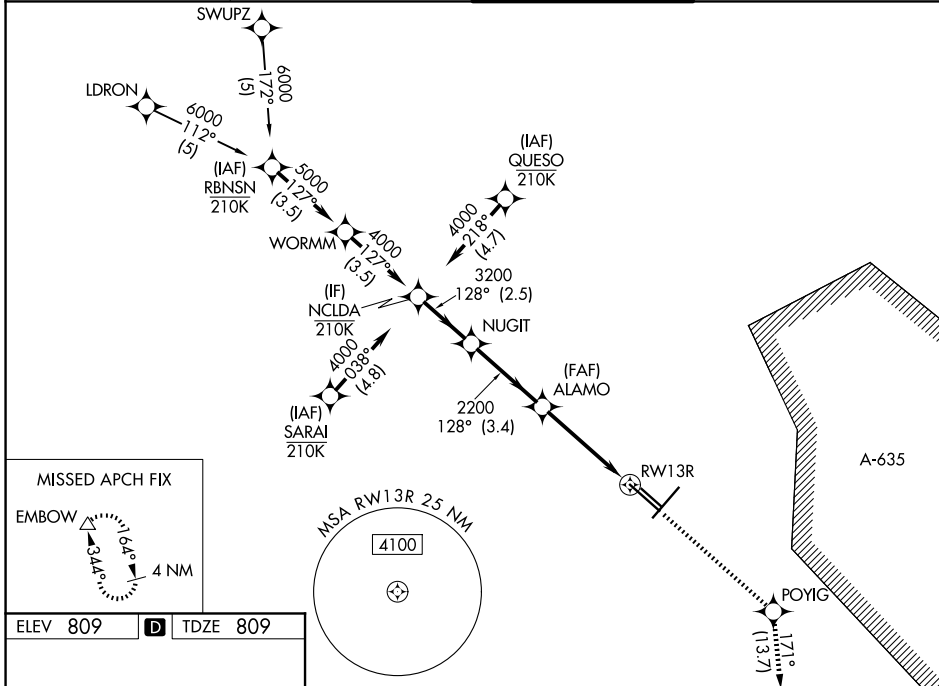 SWUPZ
6000
172°
(5)
LDRON
6000
112°
(5)
(IAF)
RBNSN
210K
5000
127°
(3.5)
(IAF)
QUESO
210K
4000
218°
(4.7)
WORMM
4000
127°
(3.5)
3200
128° (2.5)
(IF)
NCLDA
210K
NUGIT
4000
038°
(4.8)
(FAF)
ALAMO
2200
128° (3.4)
(IAF)
SARAI
210K
RW13R
A-635
MISSED APCH FIX
EMBOW
164°
344°
4 NM
MSA RW13R 25 NM
4100
POYIG
171°
(13.7)
ELEV 809 D TDZE 809